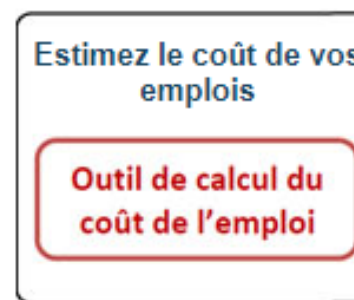 Estimez le coût de vos
emplois
Outil de calcul du
coût de l'emploi